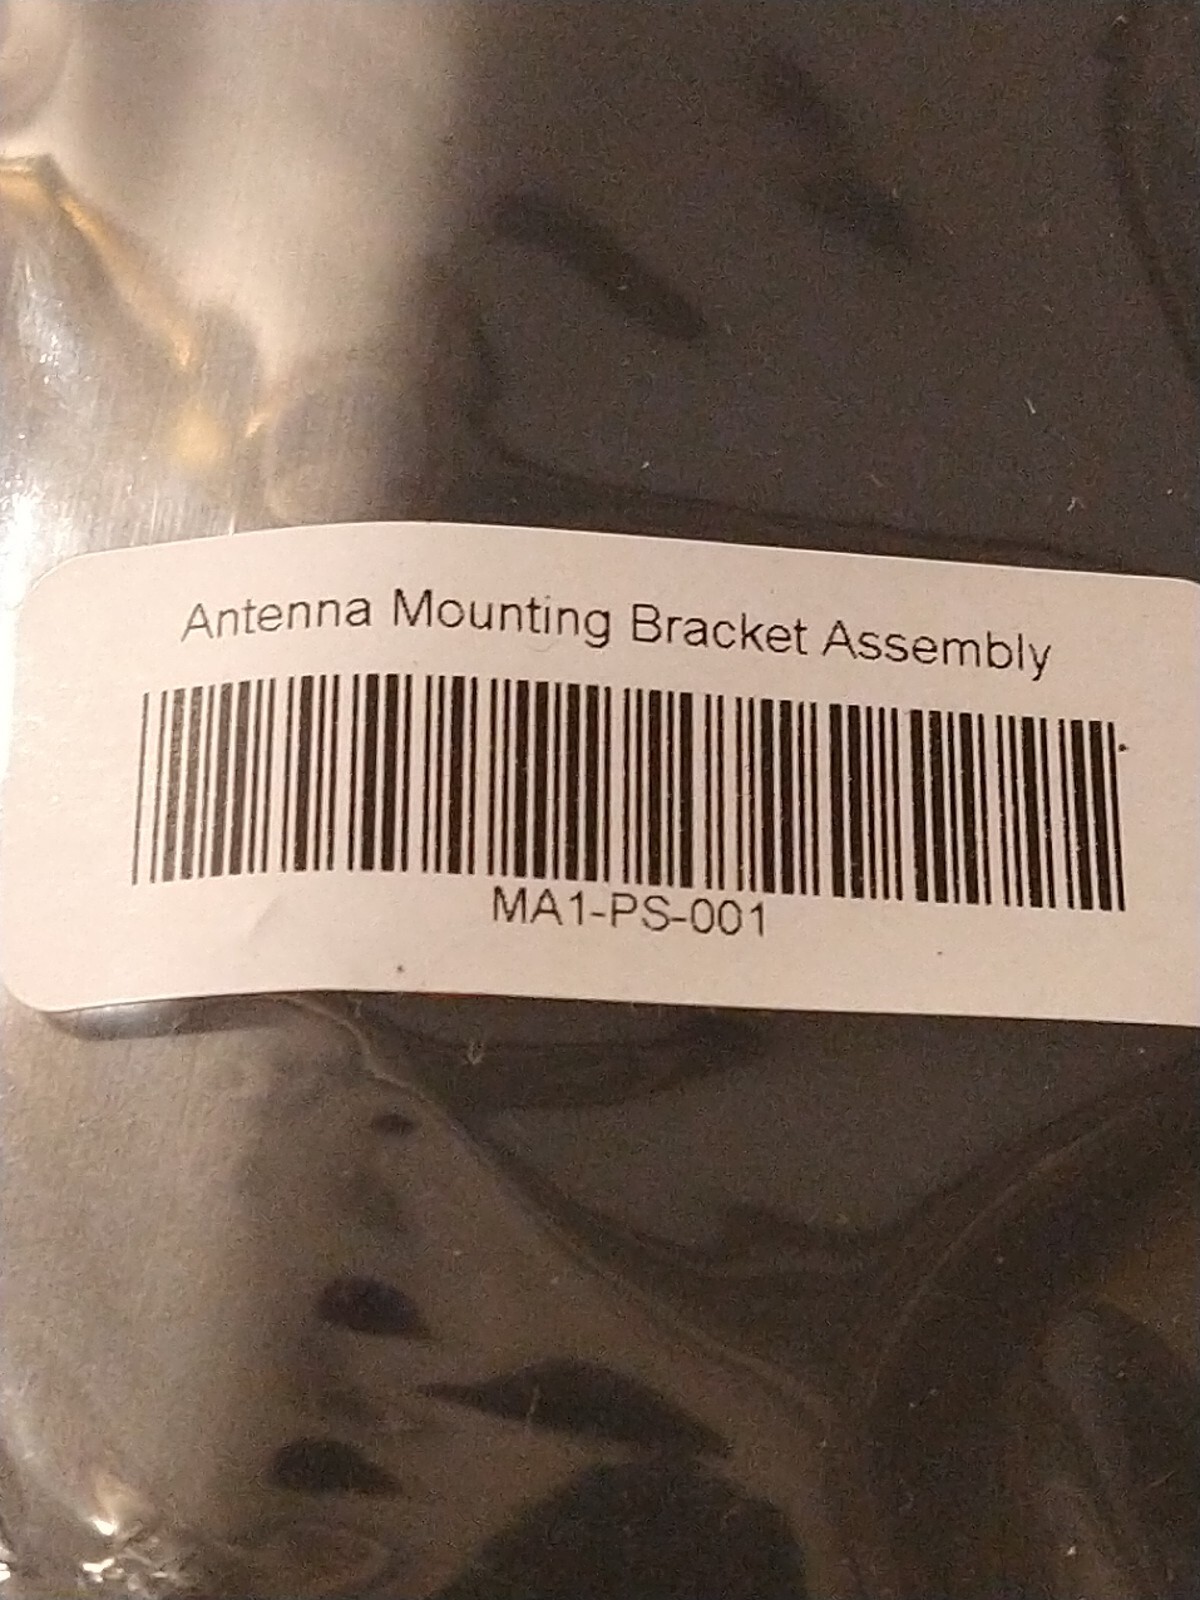 Antenna Mounting Bracket Assembly
MA1-PS-001